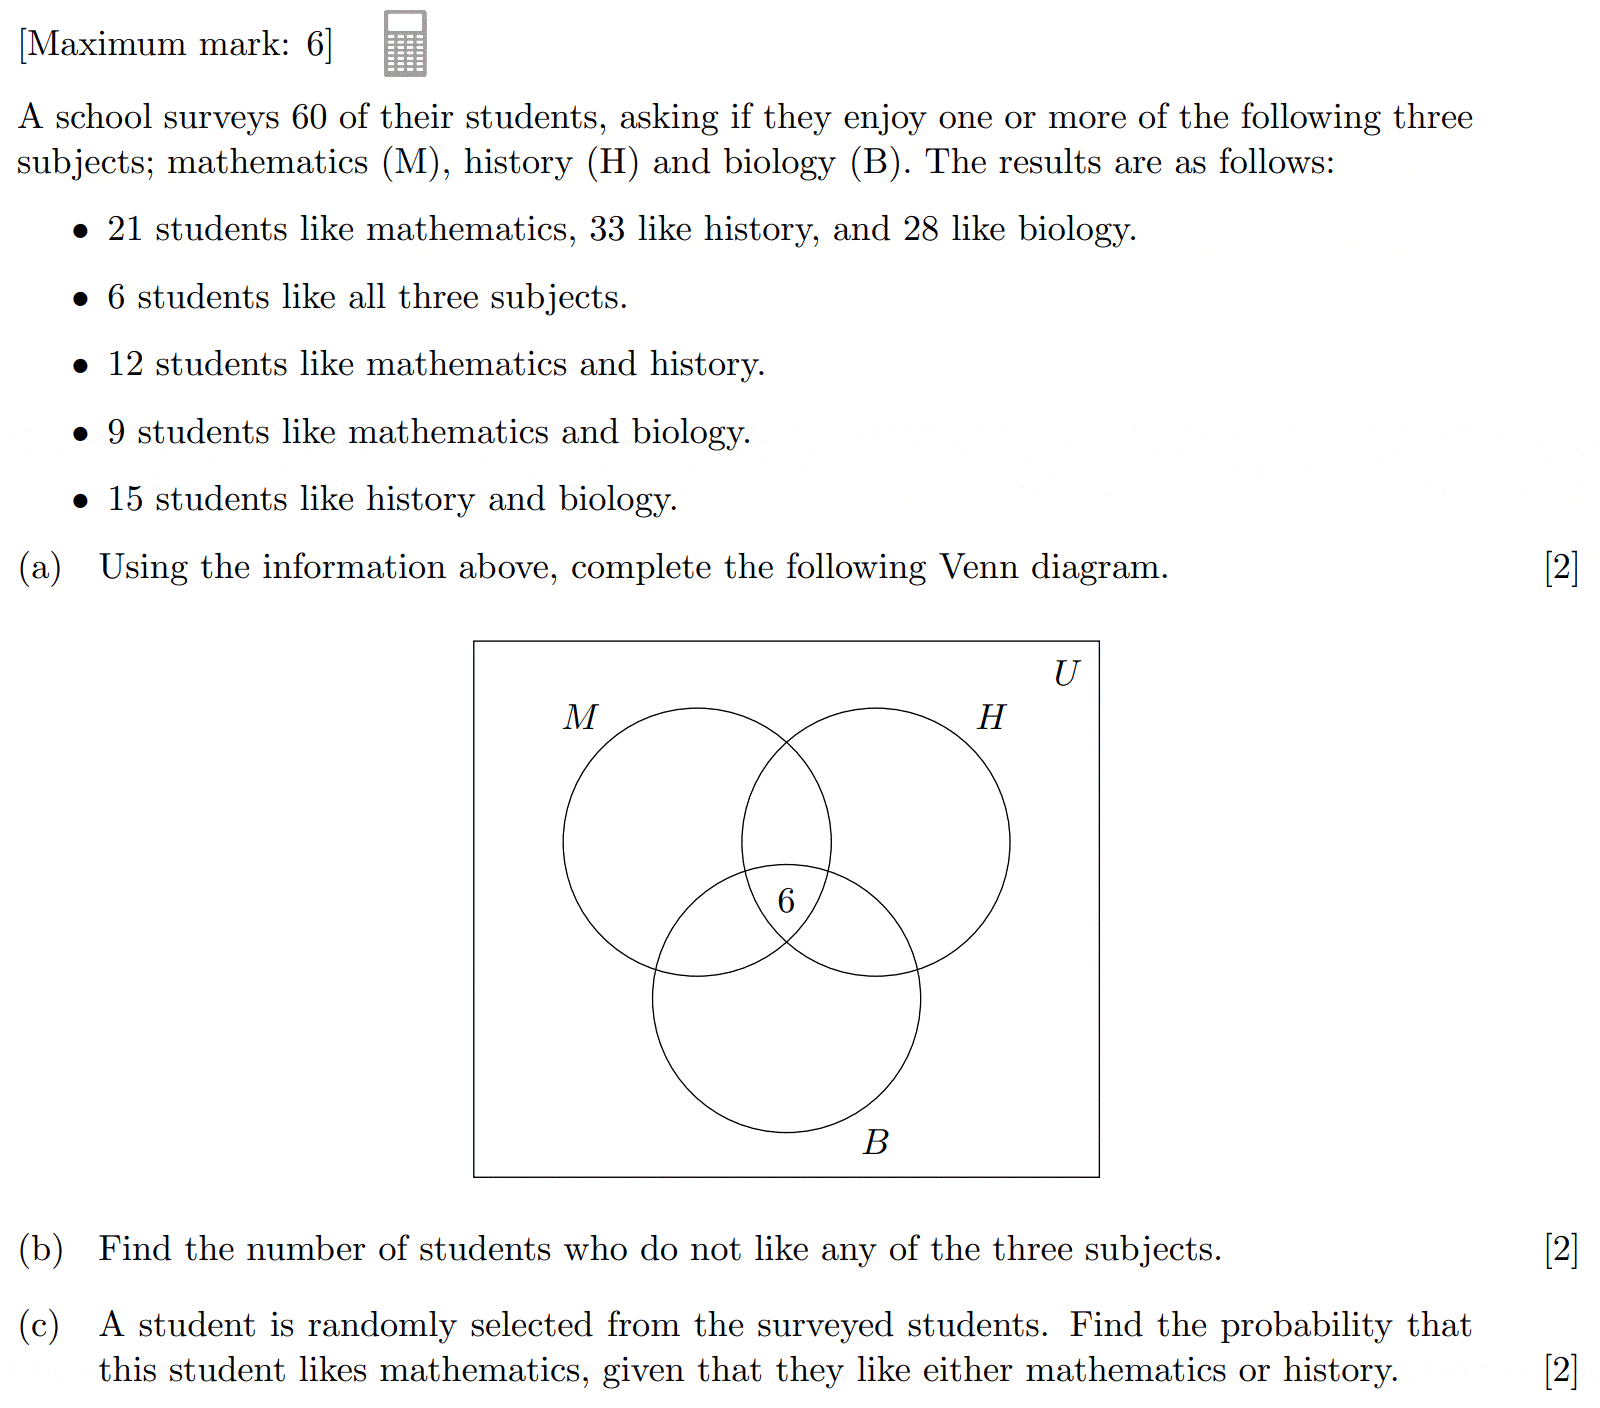 [Maximum mark: 6]
A school surveys 60 of their students, asking if they enjoy one or more of the following three
subjects; mathematics (M), history (H) and biology (B). The results are as follows:
• 21 students like mathematics, 33 like history, and 28 like biology.
• 6 students like all three subjects.
• 12 students like mathematics and history.
• 9 students like mathematics and biology.
• 15 students like history and biology.
(a) Using the information above, complete the following Venn diagram. [2]
U
M H
6
B
(b) Find the number of students who do not like any of the three subjects. [2]
(c) A student is randomly selected from the surveyed students. Find the probability that
this student likes mathematics, given that they like either mathematics or history. [2]